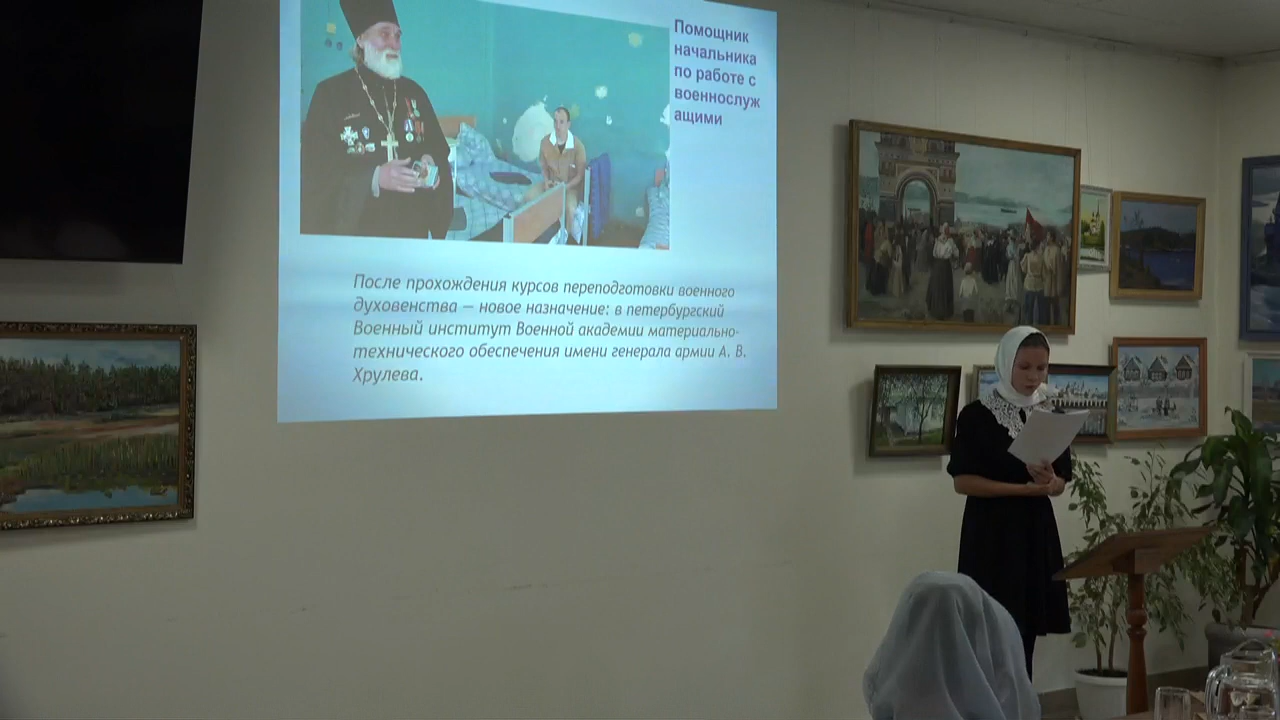 Помощник
начальника
по работе с
военнослуж
ащими
После прохождения курсов переподготовки военного
духовенства — новое назначение: в петербургский
Военный институт Военной академии материально-
технического обеспечения имени генерала армии А. В.
Хрулева.